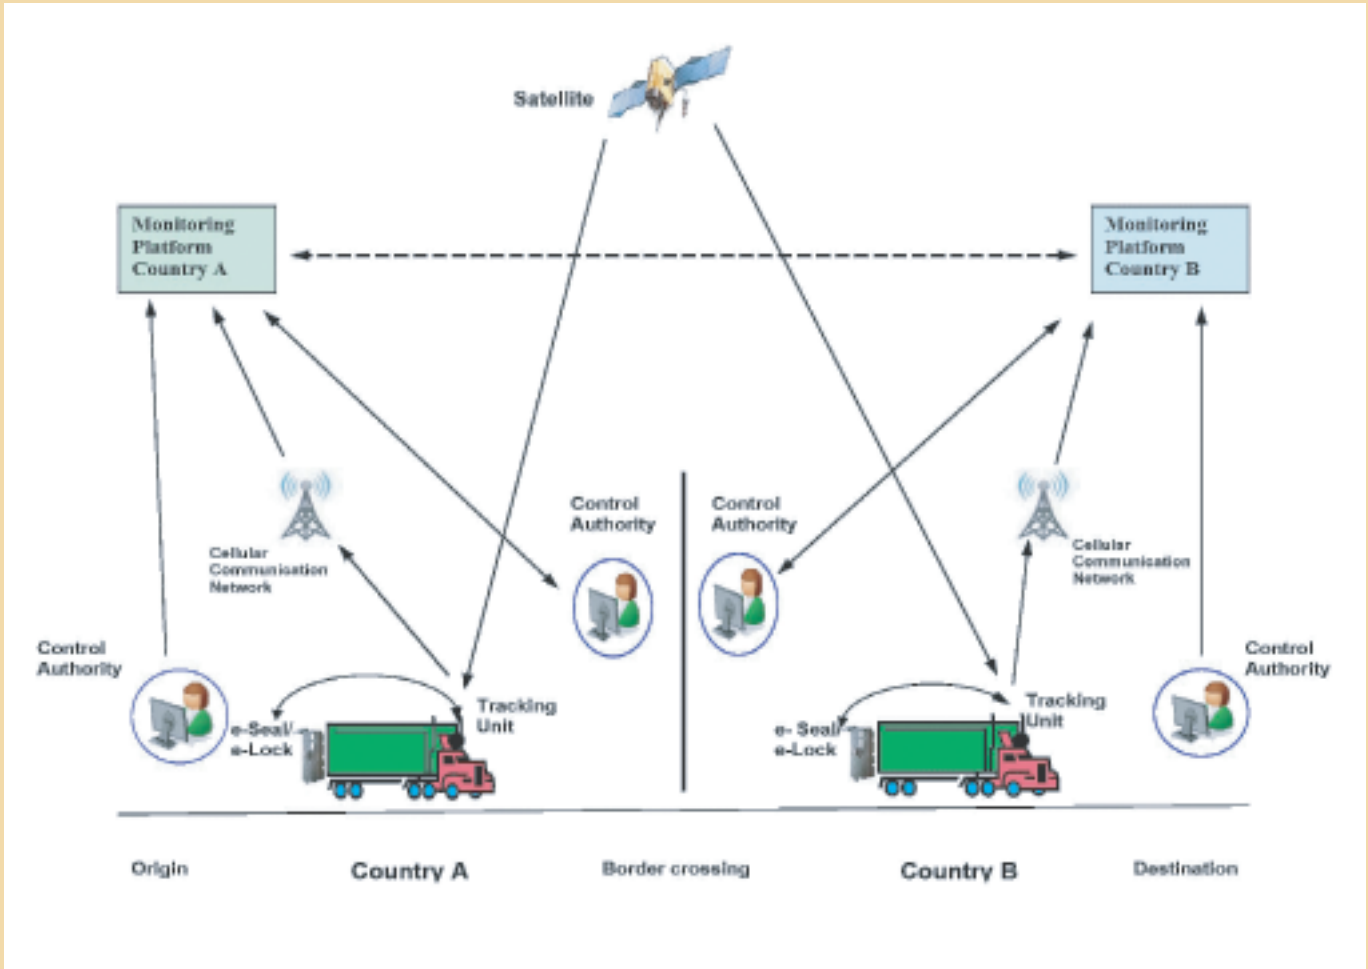 Satellite
Monitoring
Platform
Country A
Monitoring
Platform
Country B
Control
Authority
Control
Authority
Cellular
Communication
Network
Cellular
Communication
Network
Control
Authority
Control
Authority
Tracking
Unit
e-Seal/
e-Lock
Tracking
Unit
e- Seal/
e-Lock
Origin
Country A
Border crossing
Country B
Destination